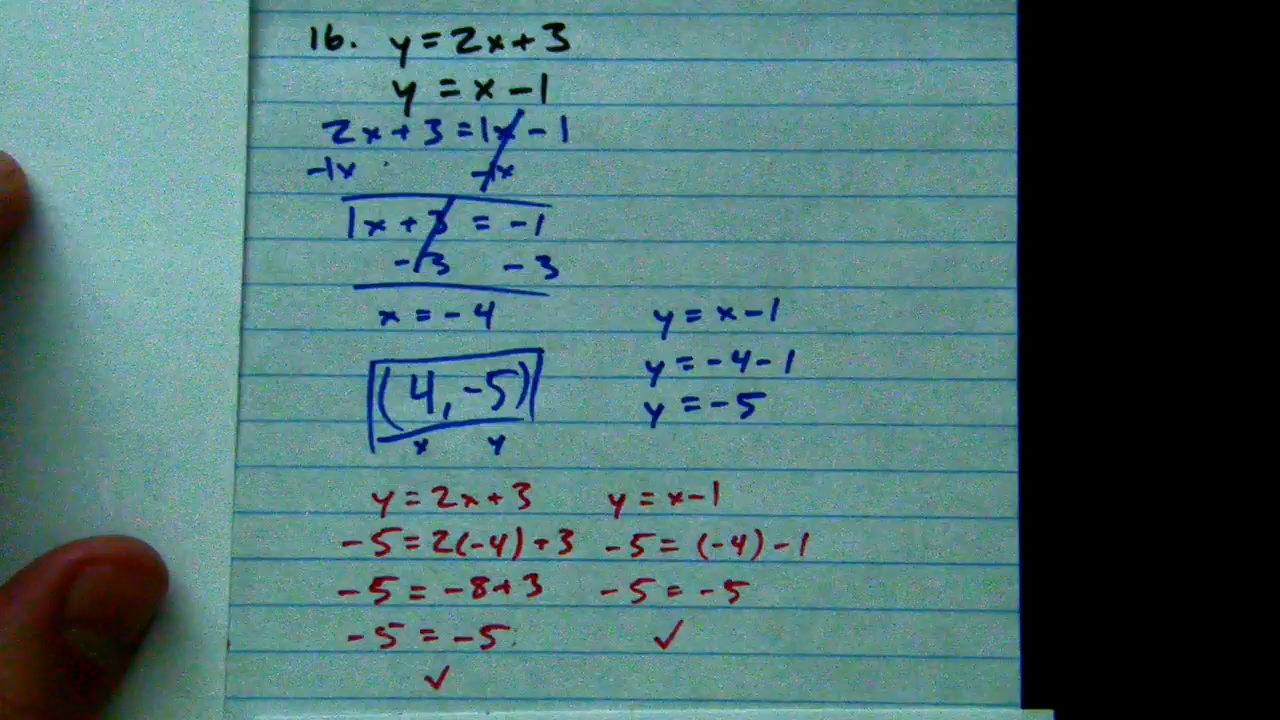 16. y = 2x + 3
y = x - 1
2x + 3 = 1x - 1
-1x -1x
1x + 3 = -1
-3 -3
x = -4
(4, -5)
x y
y = x - 1
y = -4 - 1
y = -5
y = 2x + 3
-5 = 2(-4) + 3
-5 = -8 + 3
-5 = -5
✓
y = x - 1
-5 = (-4) - 1
-5 = -5
✓